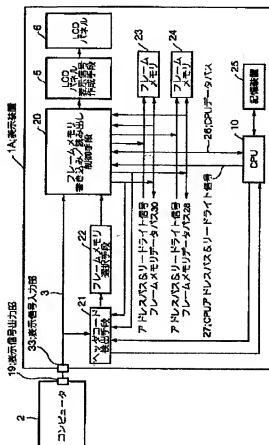 1A;表示装置
6
LCD
パネル
5
LCD
パネル
表示信号
作成手段
20
フレームメモリ
書き込み/読み出し
制御手段
23
フレーム
メモリ
24
フレーム
メモリ
25
記憶装置
10
CPU
26;CPUデータバス
27;CPUアドレスバス&リードライト信号
アドレスバス&リードライト信号
フレームメモリデータバス30
アドレスバス&リードライト信号
フレームメモリデータバス28
22
フレームメモリ
選択手段
21
ヘッダコード
検出手段
3
33;表示信号入力部
19;表示信号出力部
2
コンピュータ